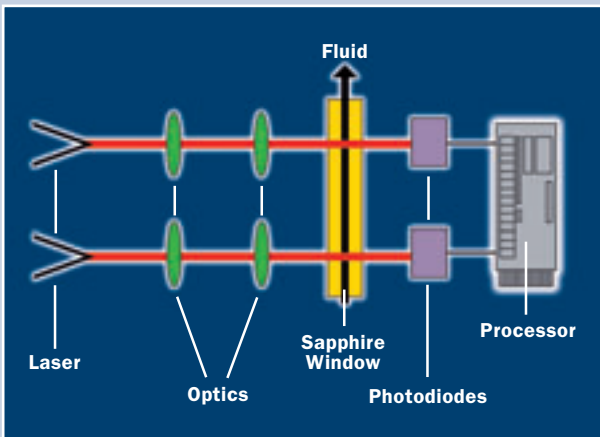 Fluid
Laser
Optics
Sapphire
Window
Photodiodes
Processor